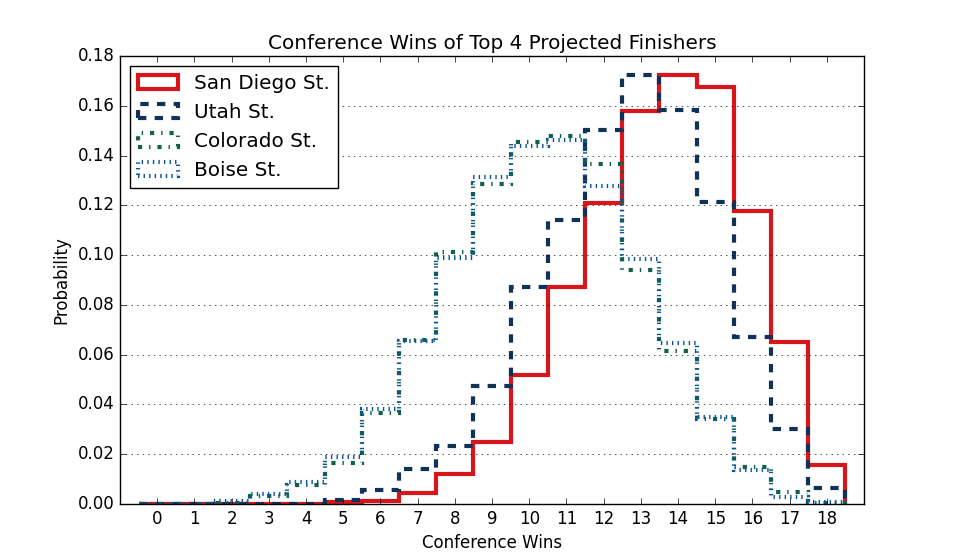 Conference Wins of Top 4 Projected Finishers
San Diego St.
Utah St.
Colorado St.
Boise St.
Probability
0.18
0.16
0.14
0.12
0.10
0.08
0.06
0.04
0.02
0.00
0 1 2 3 4 5 6 7 8 9 10 11 12 13 14 15 16 17 18
Conference Wins